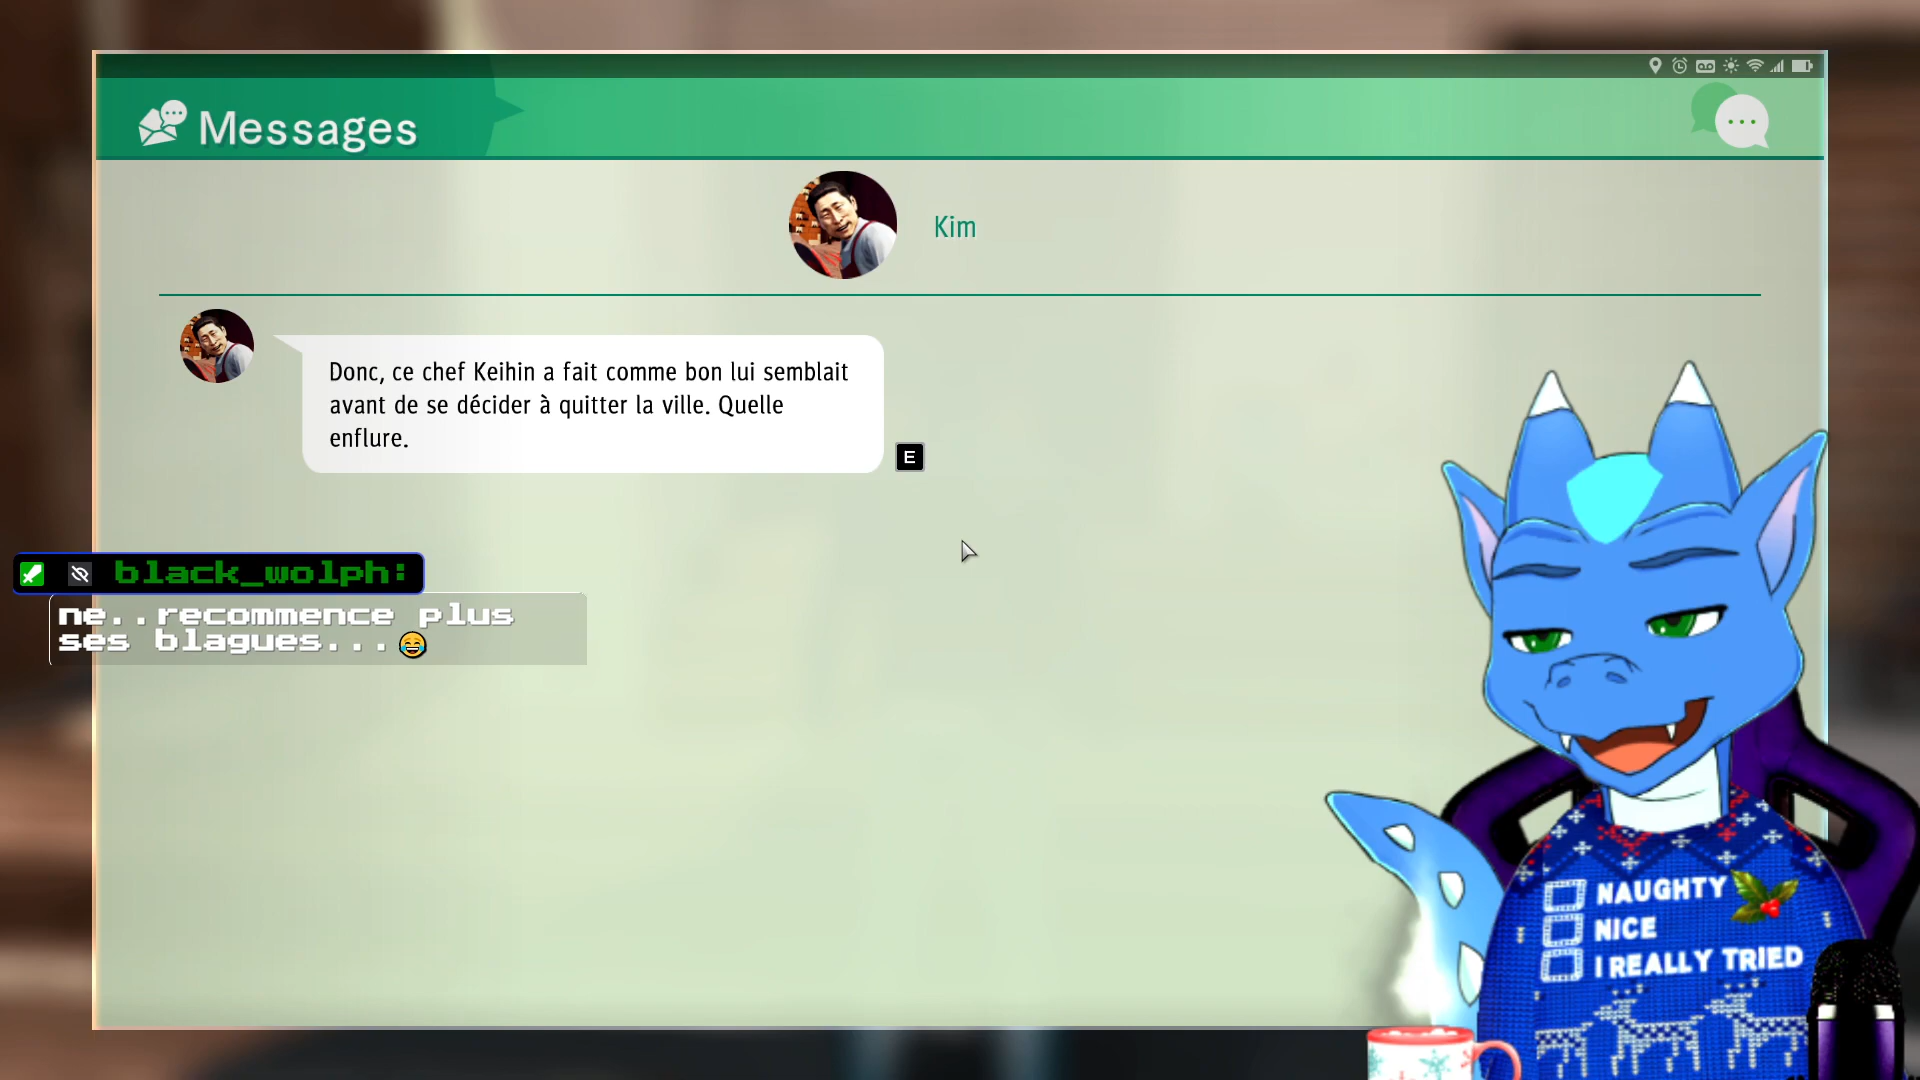 Messages
Kim
Donc, ce chef Keihin a fait comme bon lui semblait
avant de se décider à quitter la ville. Quelle
enflure.
E
black_wolph:
ne..recommence plus
ses blagues...😂
NAUGHTY
NICE
I REALLY TRIED